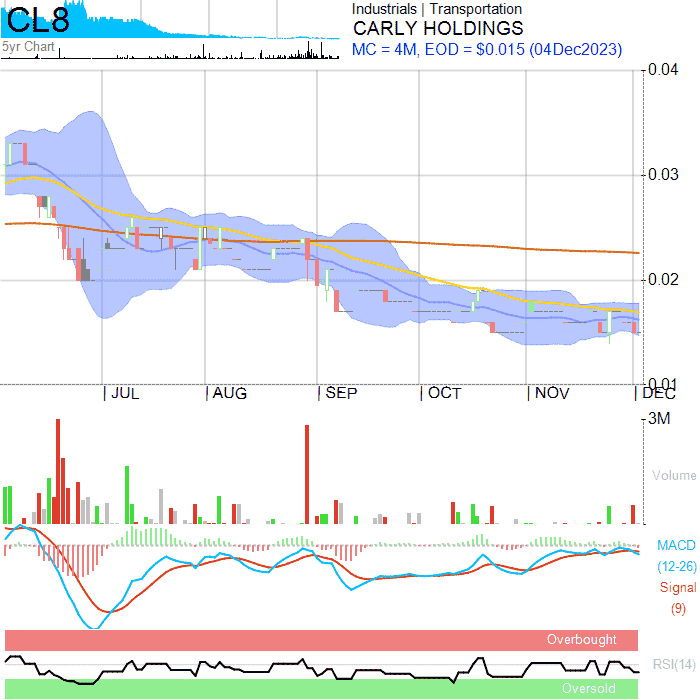 CL8
5yr Chart
Industrials | Transportation
CARLY HOLDINGS
MC = 4M, EOD = $0.015 (04Dec2023)
0.04
0.03
0.02
0.01
JUL AUG SEP OCT NOV DEC
3M
Volume
MACD
(12-26)
Signal
(9)
Overbought
RSI(14)
Oversold